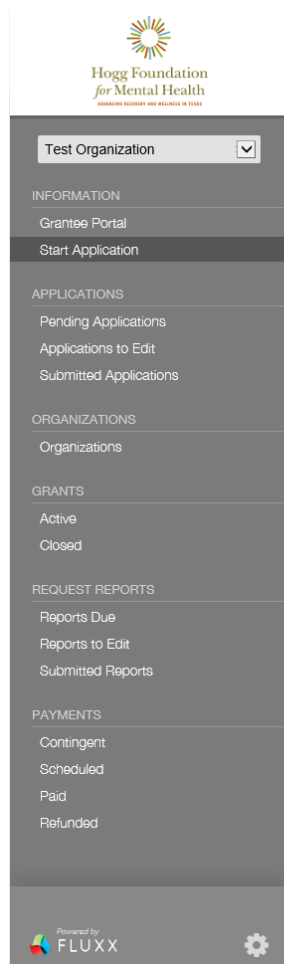 Hogg Foundation
for Mental Health
ADVANCING RECOVERY AND WELLNESS IN TEXAS
Test Organization
INFORMATION
Grantee Portal
Start Application
APPLICATIONS
Pending Applications
Applications to Edit
Submitted Applications
ORGANIZATIONS
Organizations
GRANTS
Active
Closed
REQUEST REPORTS
Reports Due
Reports to Edit
Submitted Reports
PAYMENTS
Contingent
Scheduled
Paid
Refunded
Powered by
FLUXX